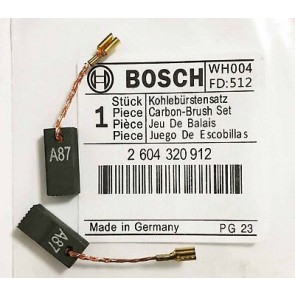 BOSCH
WH004
FD:512
1
Stück Kohlebürstensatz
Piece Carbon-Brush Set
Pièce Jeu De Balais
Piece Juego De Escobillas
2 604 320 912
Made in Germany PG 23
A87
A87